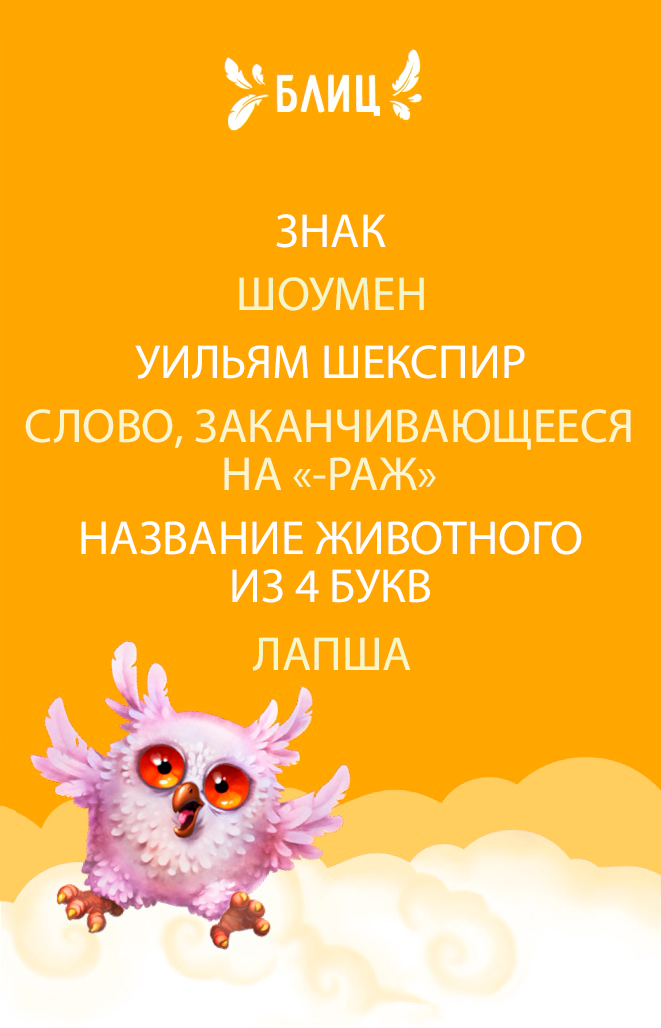 БЛИЦ
ЗНАК
ШОУМЕН
УИЛЬЯМ ШЕКСПИР
СЛОВО, ЗАКАНЧИВАЮЩЕЕСЯ
НА «-РАЖ»
НАЗВАНИЕ ЖИВОТНОГО
ИЗ 4 БУКВ
ЛАПША